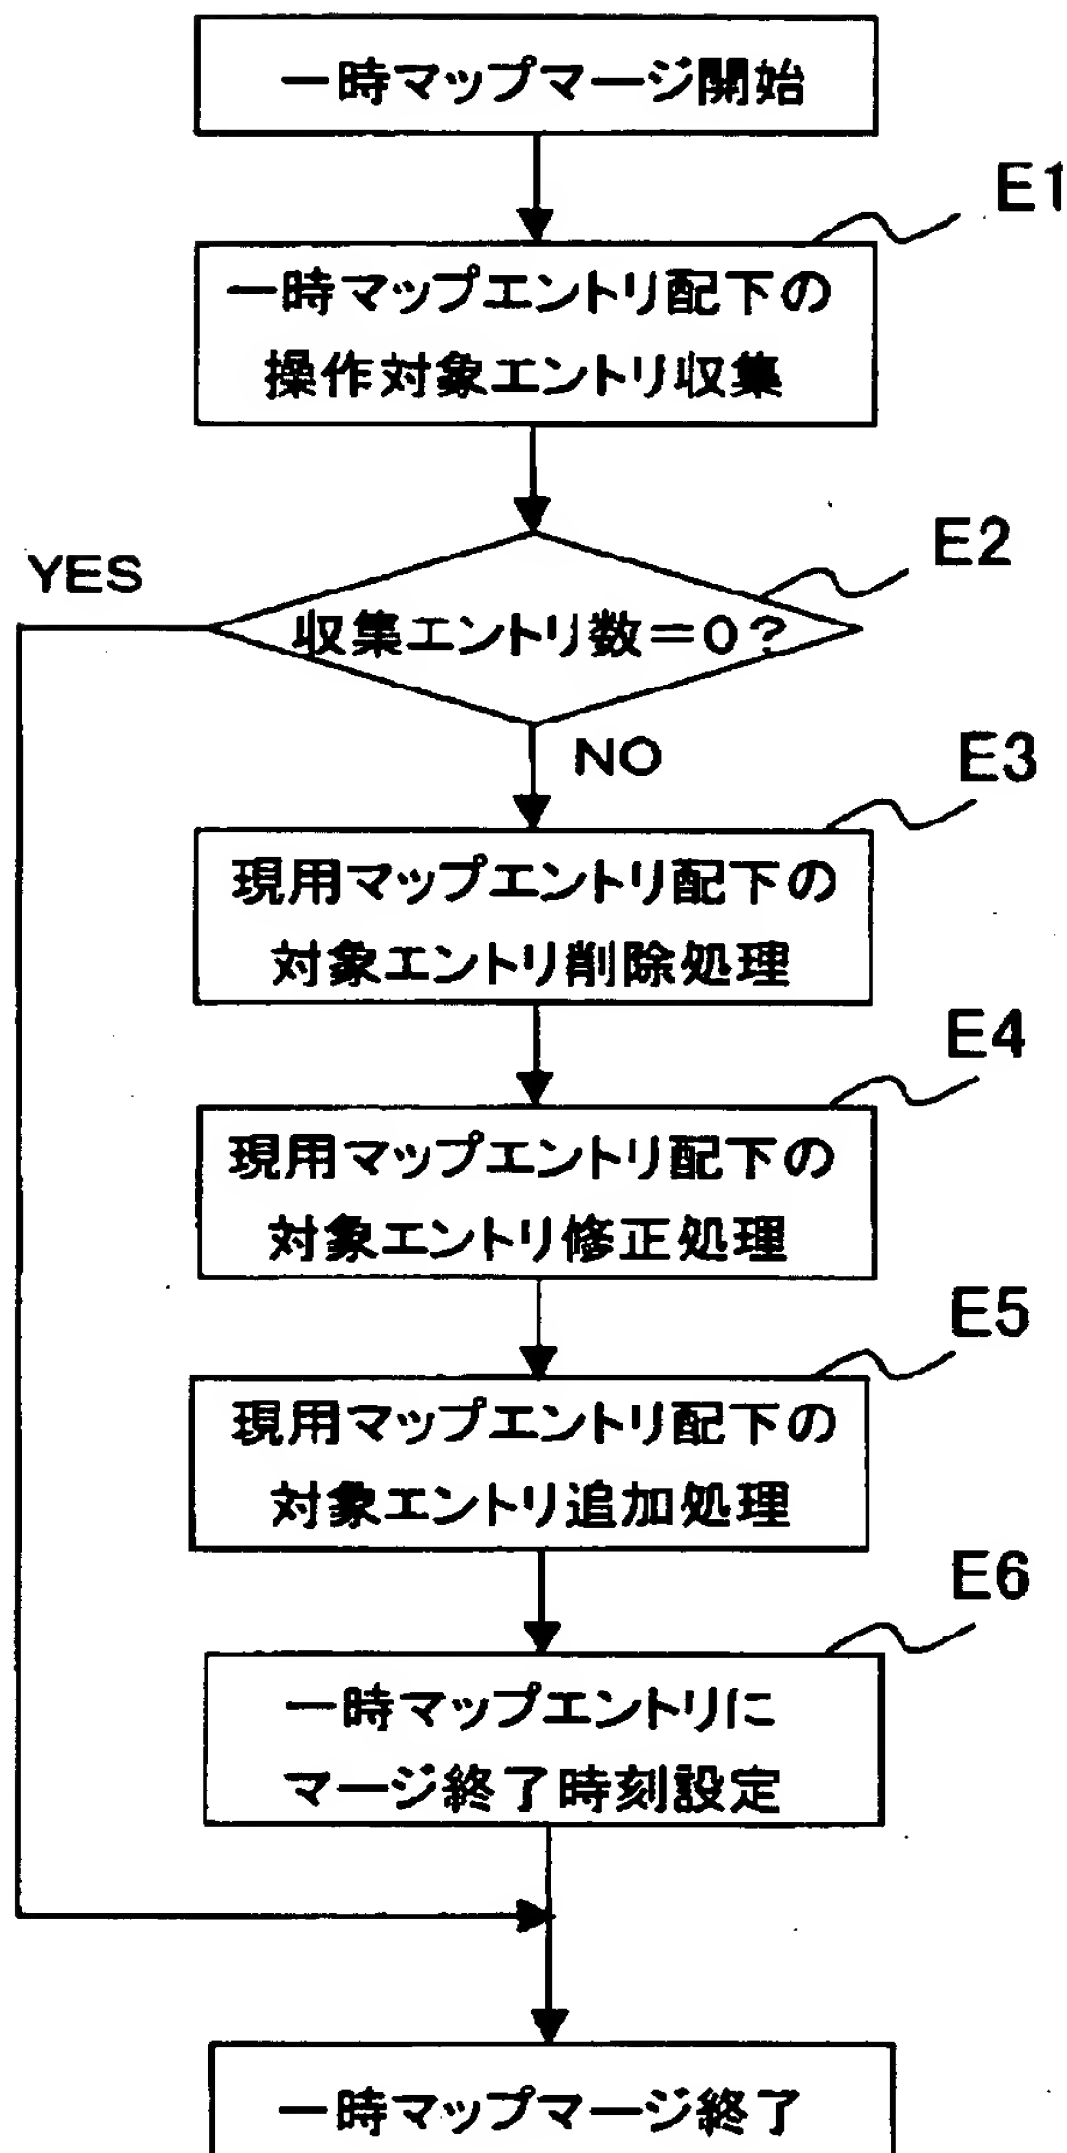 一時マップマージ開始
E1
一時マップエントリ配下の
操作対象エントリ収集
E2
YES
収集エントリ数=0?
NO
E3
現用マップエントリ配下の
対象エントリ削除処理
E4
現用マップエントリ配下の
対象エントリ修正処理
E5
現用マップエントリ配下の
対象エントリ追加処理
E6
一時マップエントリに
マージ終了時刻設定
一時マップマージ終了